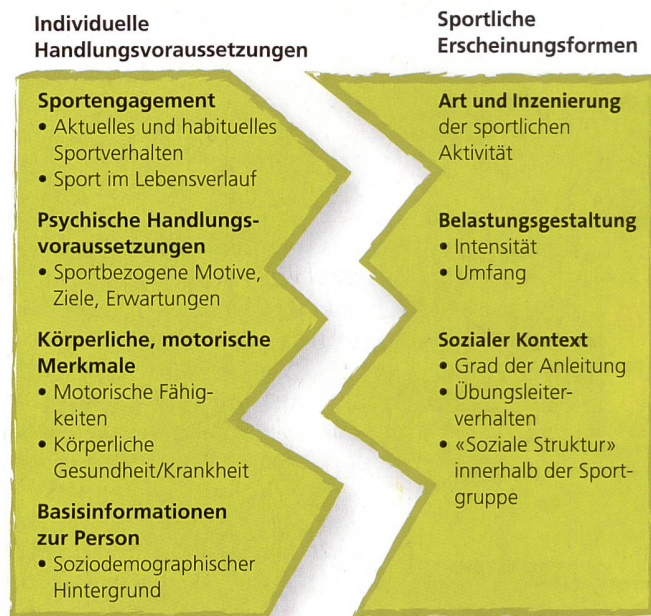 Individuelle
Handlungsvoraussetzungen
Sportengagement
• Aktuelles und habituelles
Sportverhalten
• Sport im Lebensverlauf
Psychische Handlungs-
voraussetzungen
• Sportbezogene Motive,
Ziele, Erwartungen
Körperliche, motorische
Merkmale
• Motorische Fähig-
keiten
• Körperliche
Gesundheit/Krankheit
Basisinformationen
zur Person
• Soziodemographischer
Hintergrund
Sportliche
Erscheinungsformen
Art und Inzenierung
der sportlichen
Aktivität
Belastungsgestaltung
• Intensität
• Umfang
Sozialer Kontext
• Grad der Anleitung
• Übungsleiter-
verhalten
• «Soziale Struktur»
innerhalb der Sport-
gruppe